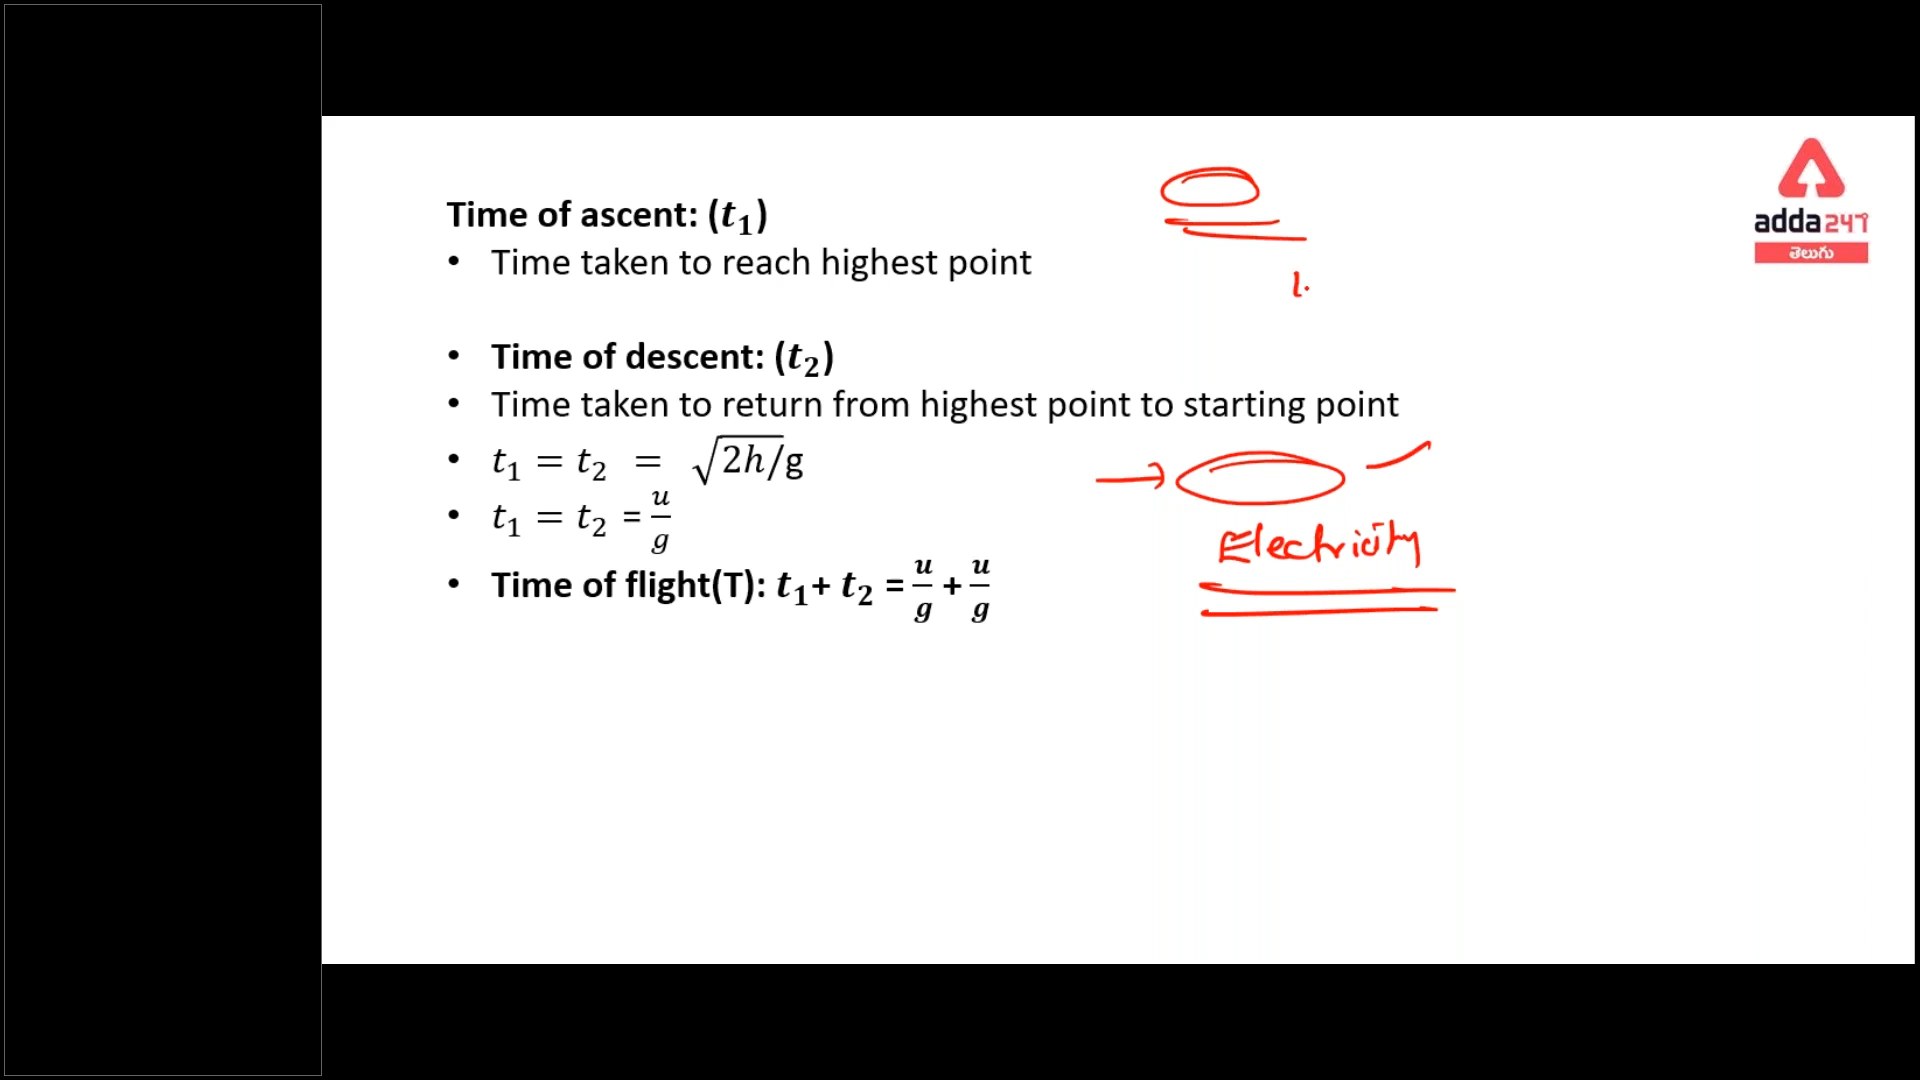 Time of ascent: (t₁)
• Time taken to reach highest point
• Time of descent: (t₂)
• Time taken to return from highest point to starting point
• t₁ = t₂ = √2h/g
• t₁ = t₂ = u/g
• Time of flight(T): t₁+ t₂ = u/g + u/g
1.
Electricity
adda247
తెలుగు